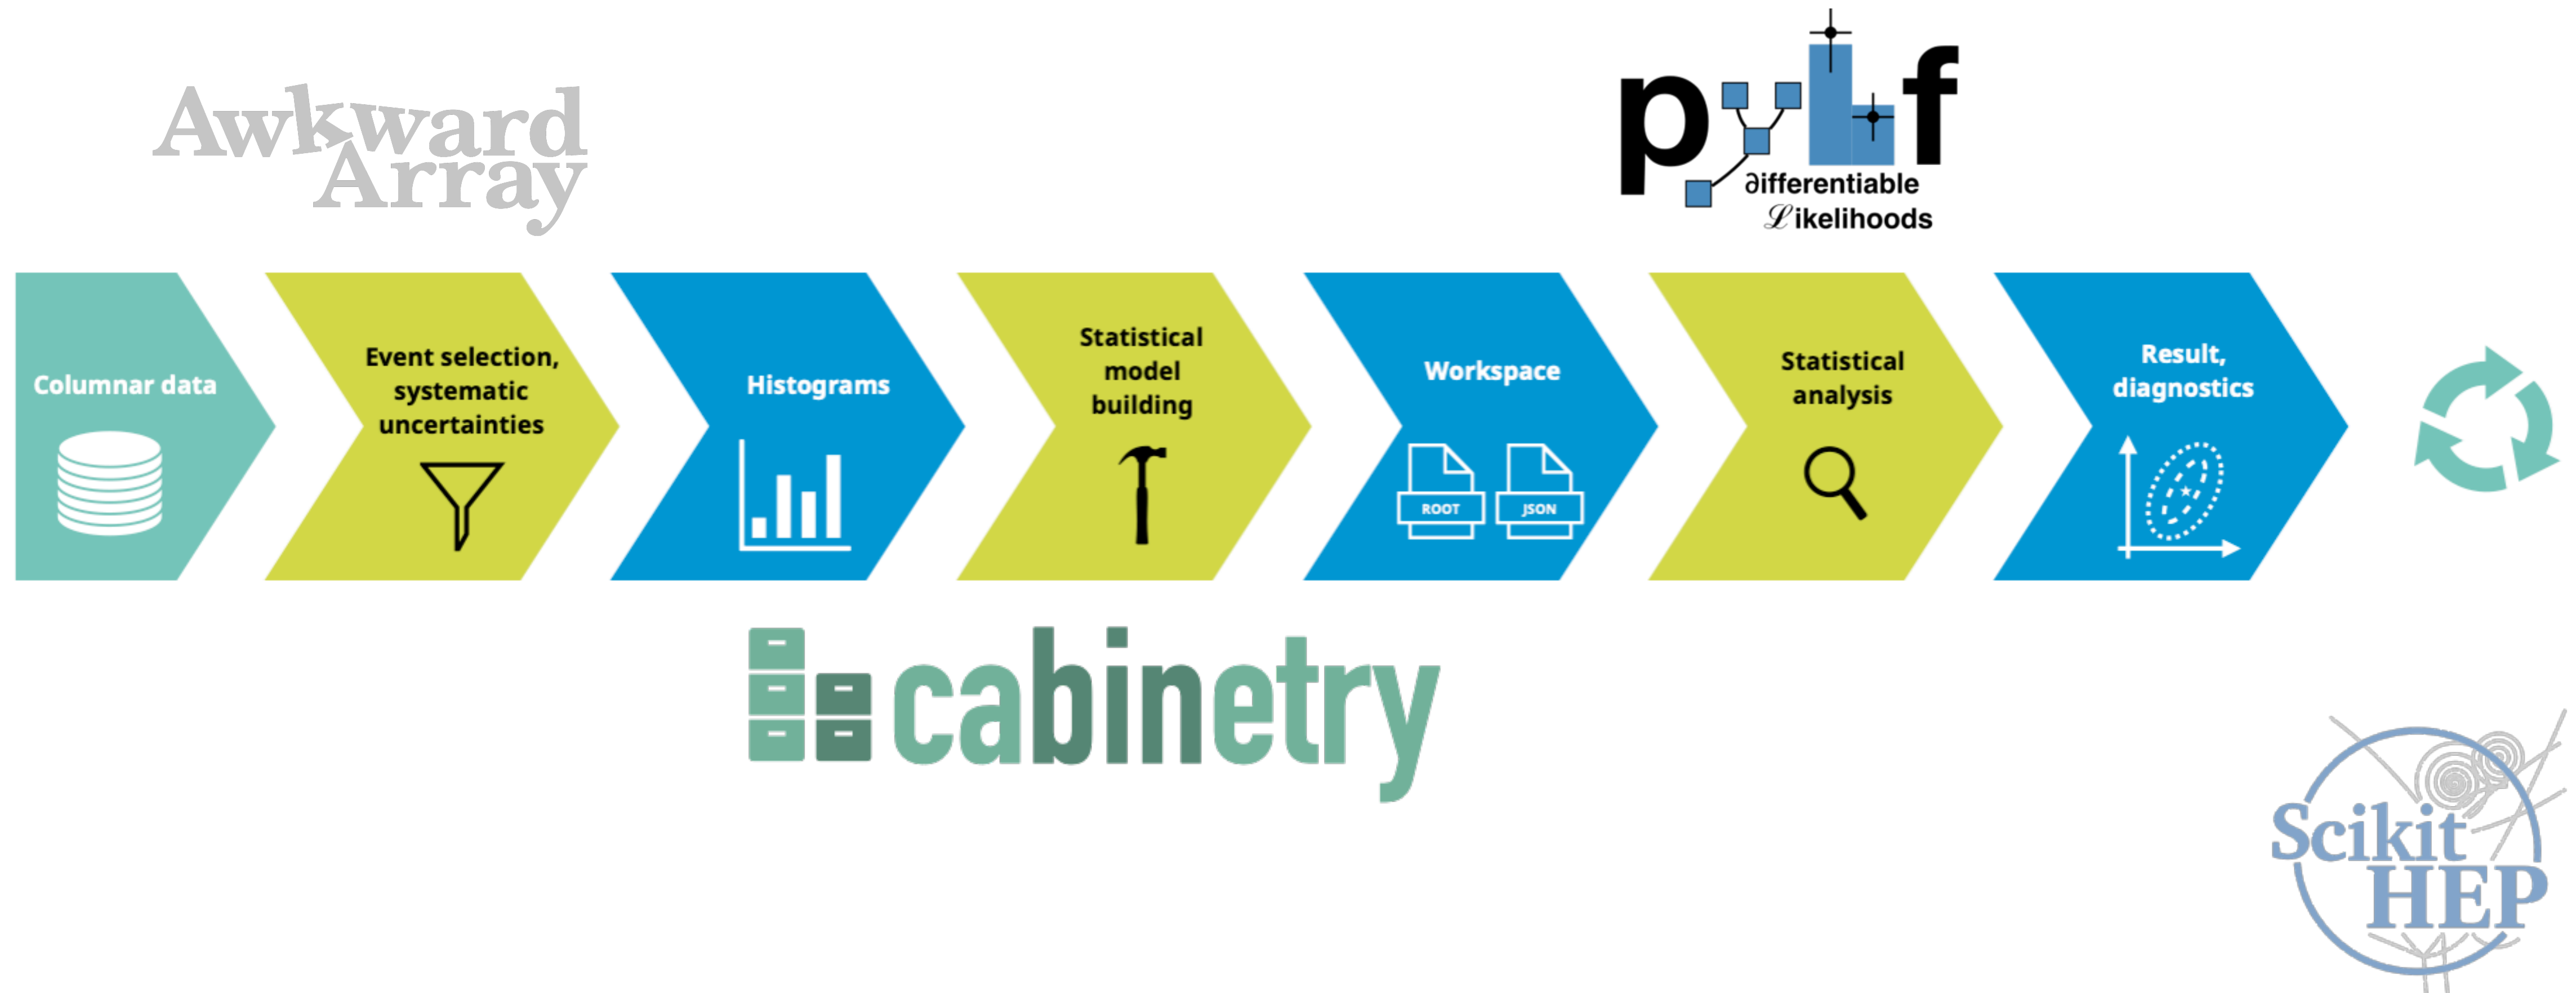 Awkward
Array
pyhf
∂ifferentiable
ℒikelihoods
Columnar data
Event selection,
systematic
uncertainties
Histograms
Statistical
model
building
Workspace
ROOT
JSON
Statistical
analysis
Result,
diagnostics
cabinetry
Scikit
HEP